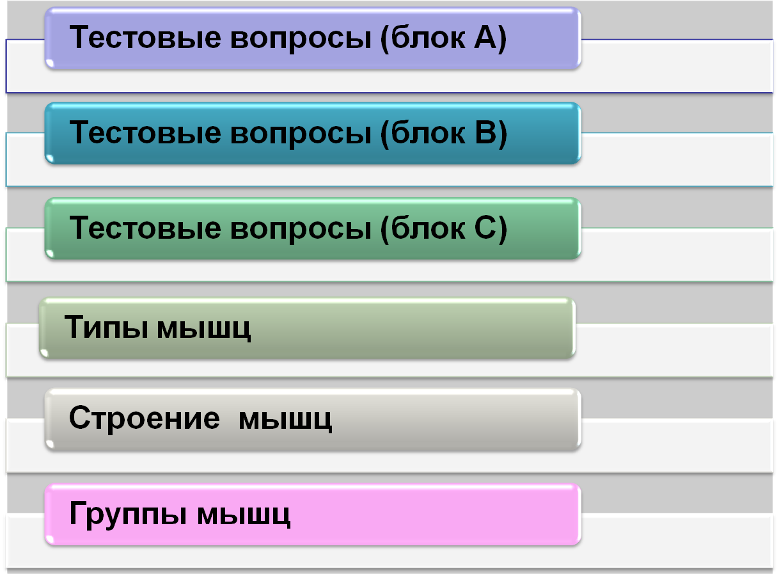 Тестовые вопросы (блок А)
Тестовые вопросы (блок В)
Тестовые вопросы (блок С)
Типы мышц
Строение мышц
Группы мышц